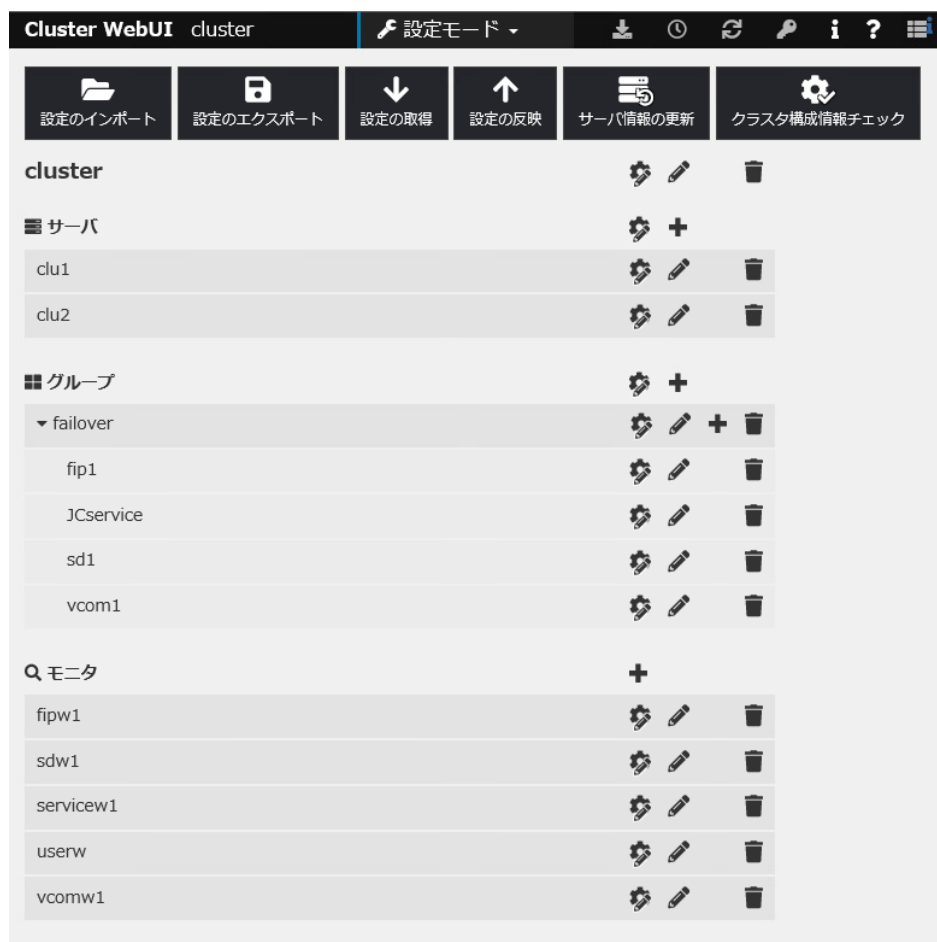 Cluster WebUI cluster 設定モード
設定のインポート 設定のエクスポート 設定の取得 設定の反映 サーバ情報の更新 クラスタ構成情報チェック
cluster
サーバ
clu1
clu2
グループ
failover
fip1
JCservice
sd1
vcom1
モニタ
fipw1
sdw1
servicew1
userw
vcomw1